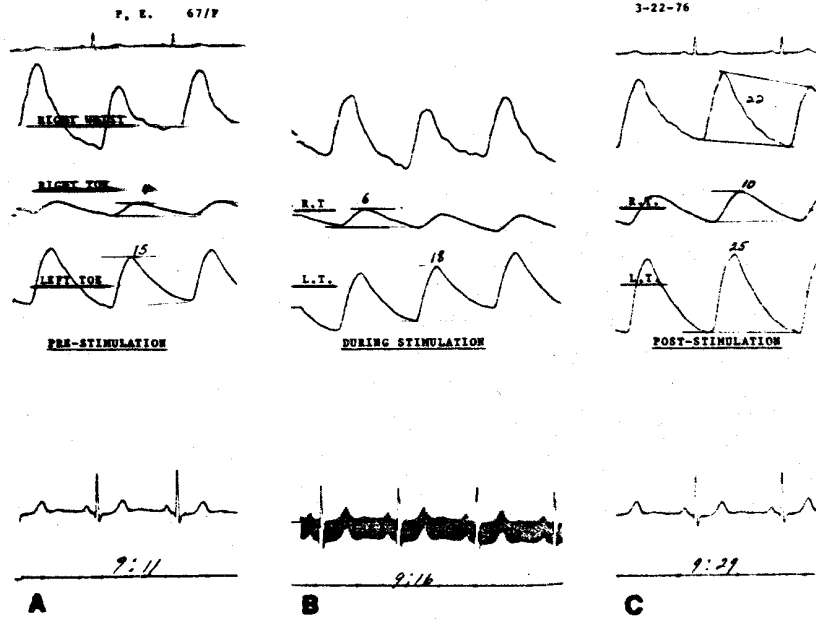 P. E. 67/F
3-22-76
RIGHT WRIST
22
RIGHT TOE
R.T
6
R.T.
10
15
LEFT TOE
18
L.T.
25
L.T.
PRE-STIMULATION
DURING STIMULATION
POST-STIMULATION
9:11
9:16
9:29
A
B
C